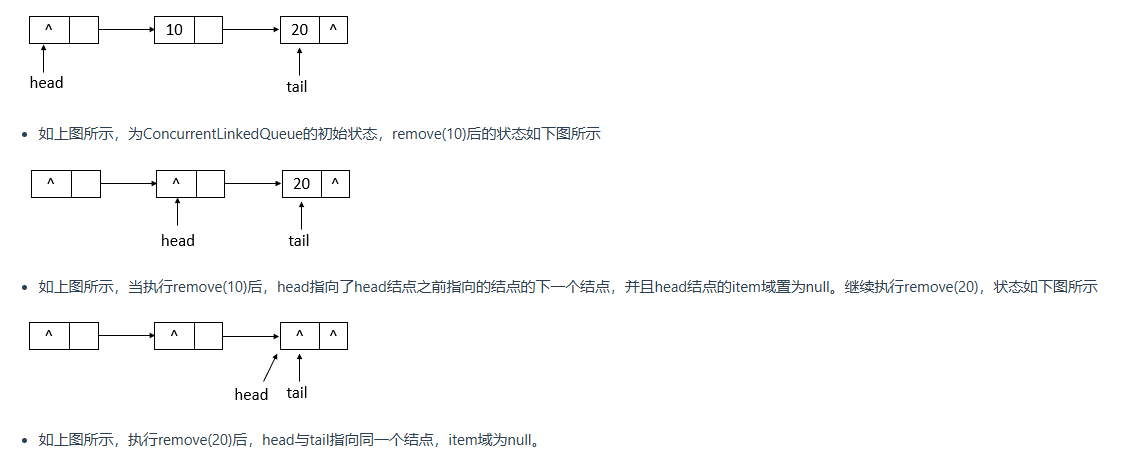 ^ 10 20 ^
head
tail
• 如上图所示，为ConcurrentLinkedQueue的初始状态，remove(10)后的状态如下图所示
^ ^ 20 ^
head tail
• 如上图所示，当执行remove(10)后，head指向了head结点之前指向的结点的下一个结点，并且head结点的item域置为null。继续执行remove(20)，状态如下图所示
^ ^ ^ ^
head tail
• 如上图所示，执行remove(20)后，head与tail指向同一个结点，item域为null。